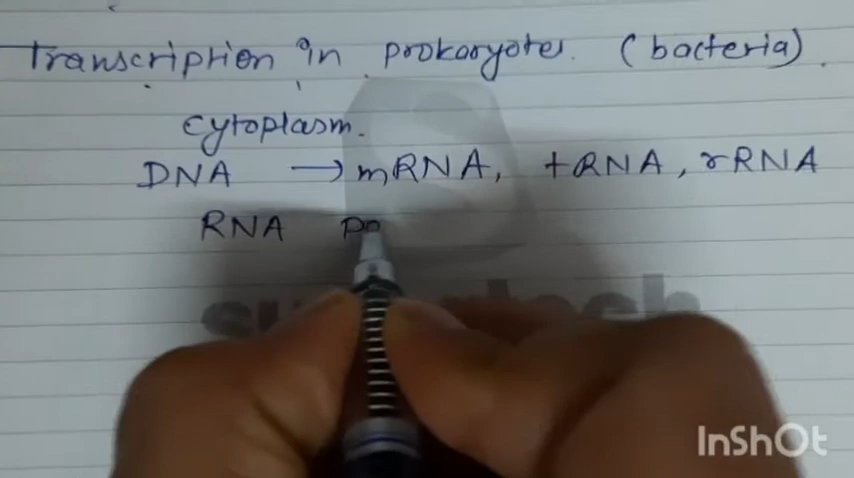 Transcription in prokaryotes. (bacteria).
cytoplasm.
DNA → mRNA, tRNA, rRNA
RNA po
InShOt